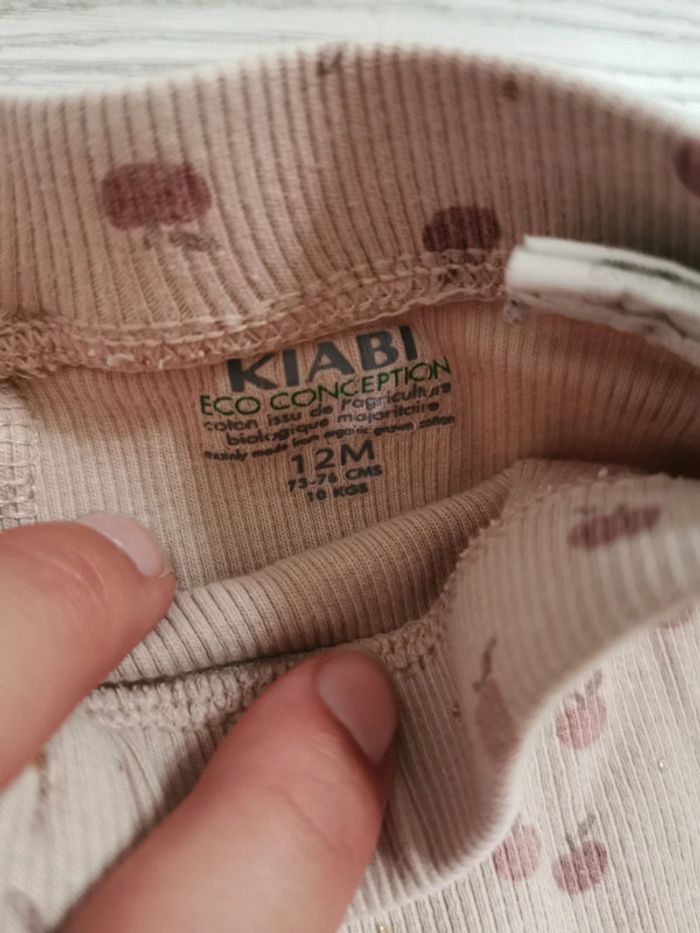 KIABI
ECO CONCEPTION
coton issu de l'agriculture
biologique majoritaire
mainly made from organic grown cotton
12M
73-76 CMS
10 KGS